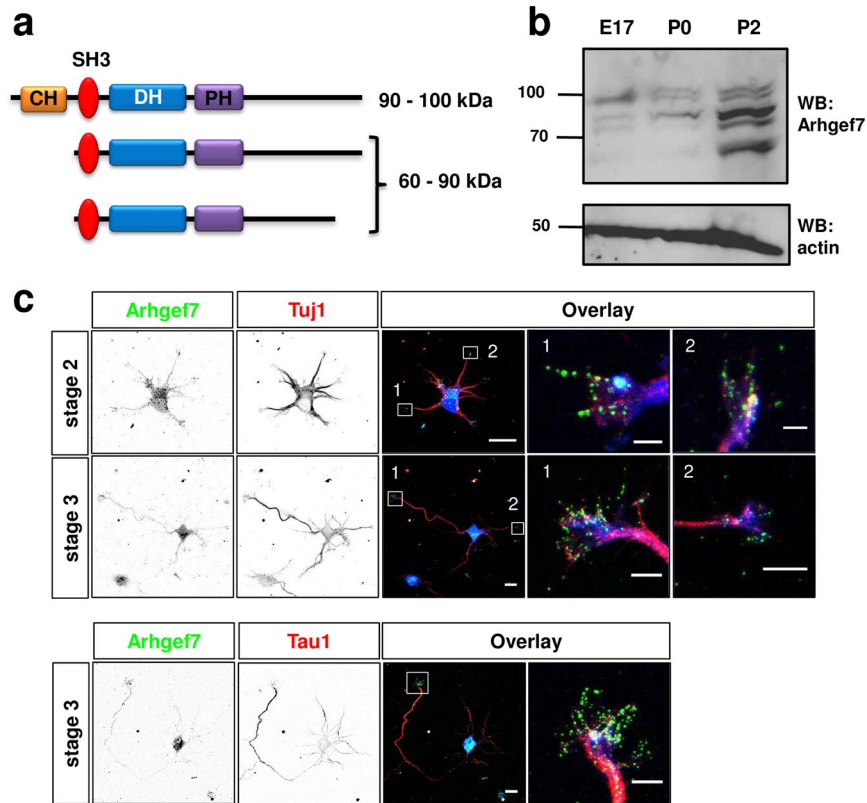 a
SH3
CH DH PH
90 - 100 kDa
60 - 90 kDa
b
E17 P0 P2
100
70
WB:
Arhgef7
50
WB:
actin
c
Arhgef7 Tuj1 Overlay
stage 2
1 2 1 2
stage 3
1 2 1 2
Arhgef7 Tau1 Overlay
stage 3